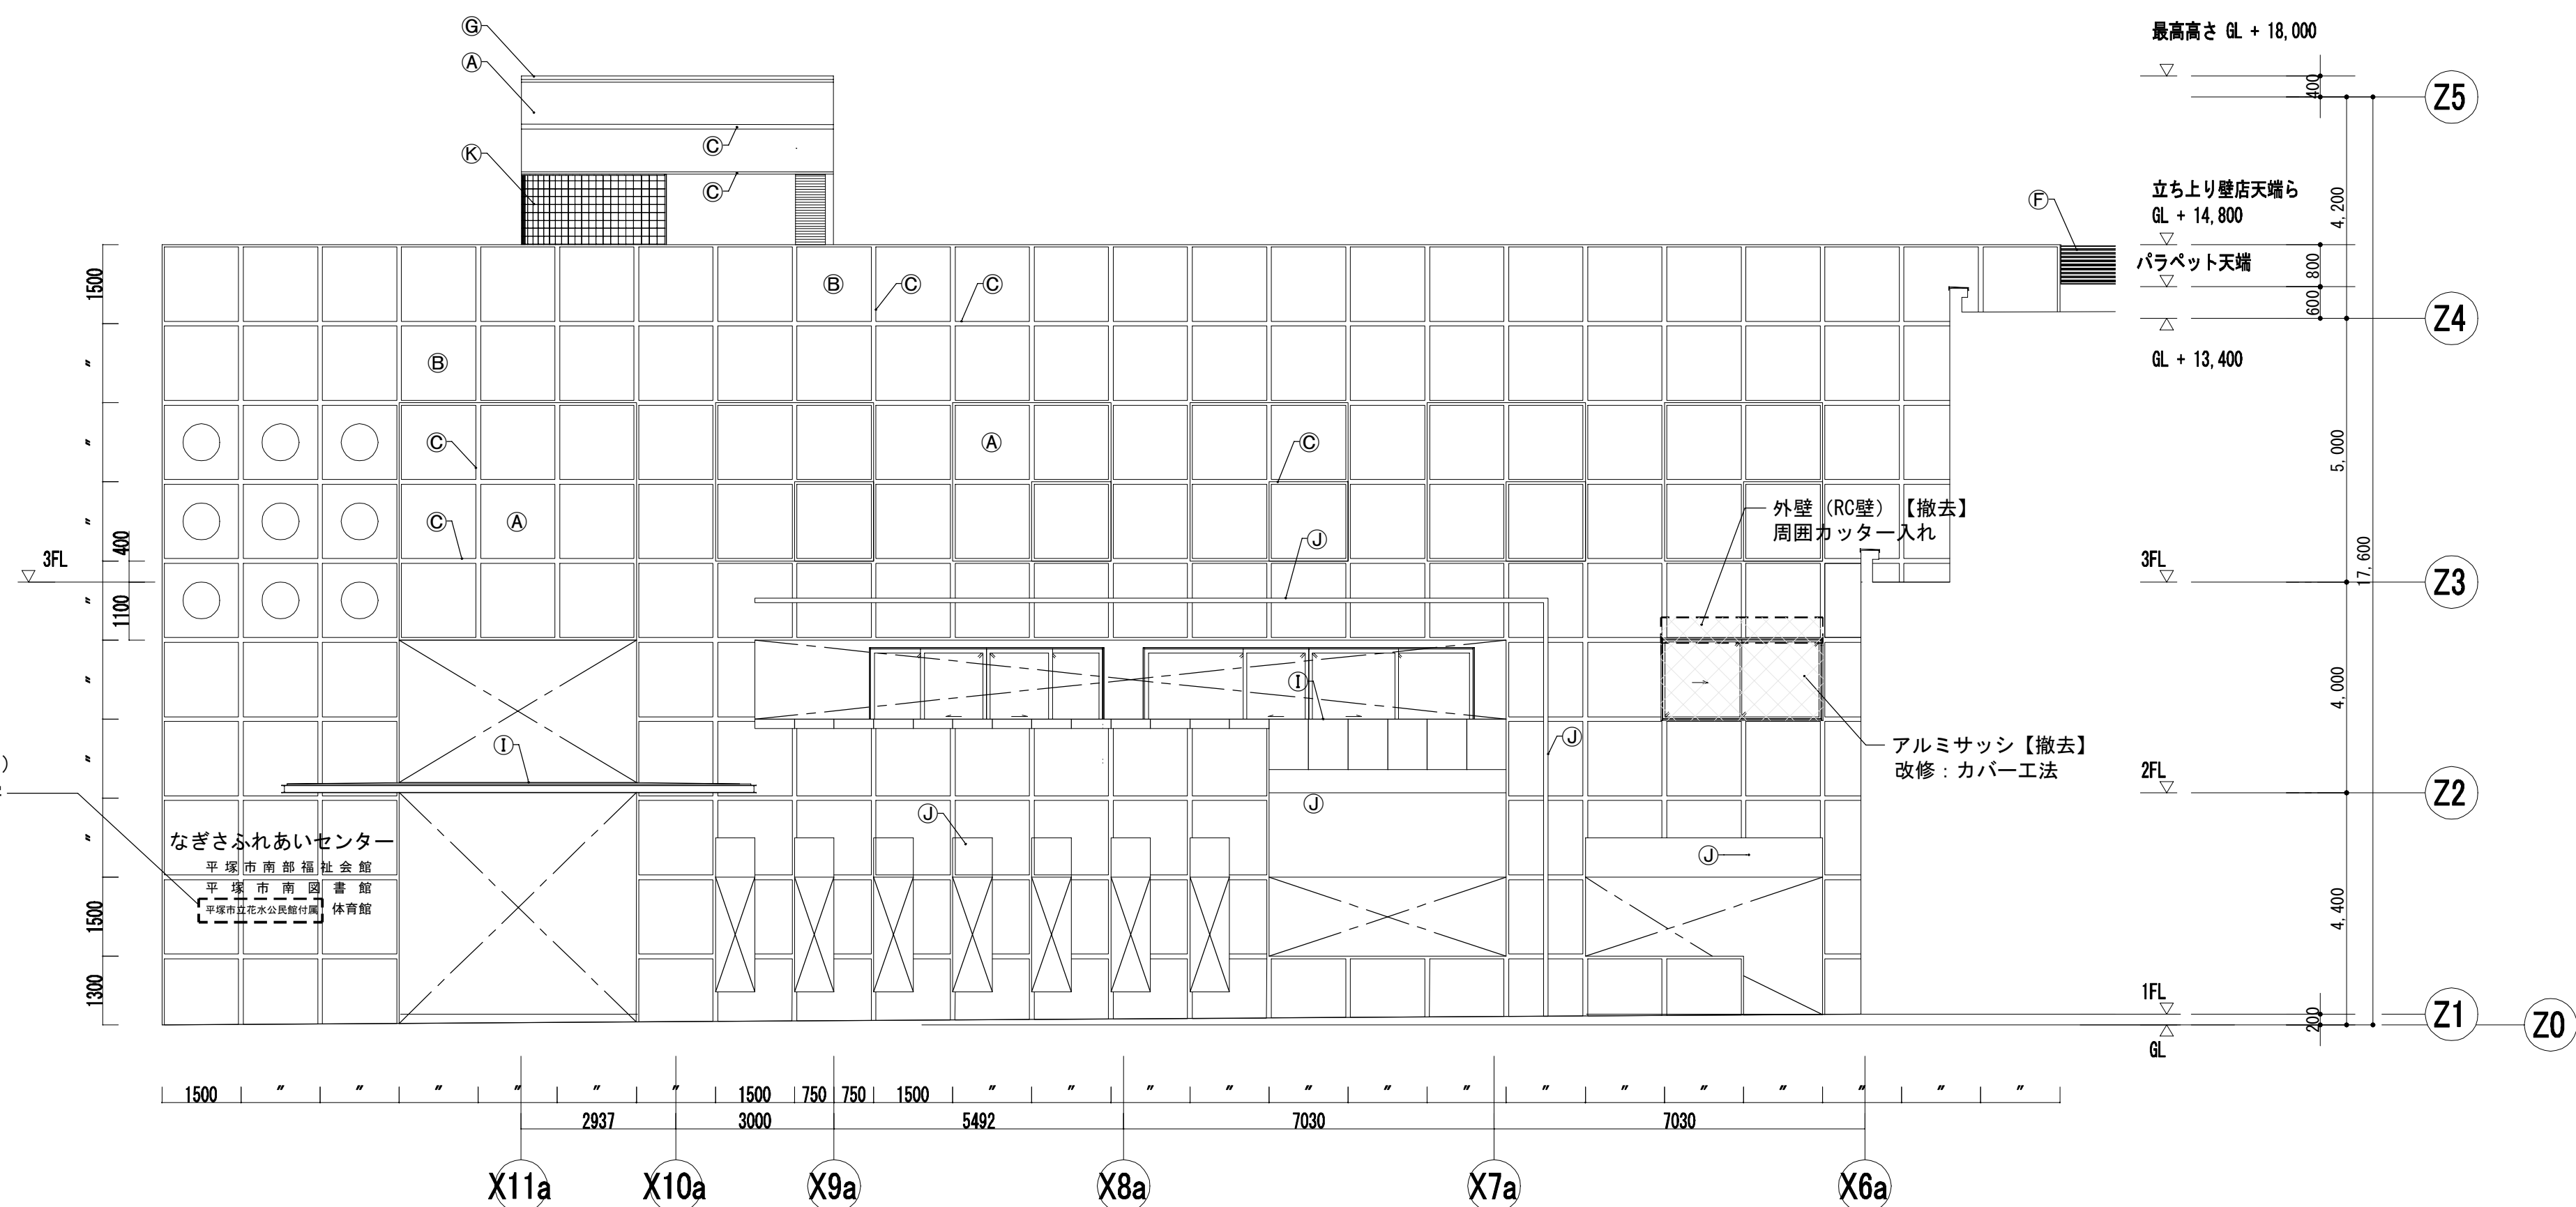 最高高さ GL + 18,000
G
A
C
K
C
400
Z5
立ち上り壁店天端ら
GL + 14,800
4,200
F
パラペット天端
800
600
Z4
GL + 13,400
1500
B
C
C
〃
B
〃
C
A
C
5,000
〃
C
A
外壁（RC壁）【撤去】
周囲カッター入れ
J
400
3FL
3FL
17,600
Z3
〃
1100
〃
I
4,000
〃
I
J
アルミサッシ【撤去】
改修：カバー工法
）
2FL
Z2
J
J
J
〃
なぎさふれあいセンター
平塚市南部福祉会館
平塚市南図書館
平塚市立花水公民館付属 体育館
1500
4,400
1300
1FL
200
Z1
Z0
GL
1500 〃 〃 〃 〃 〃 〃 1500 750 750 1500 〃 〃 〃 〃 〃 〃 〃 〃 〃 〃 〃 〃 〃 〃
2937 3000 5492 7030 7030
X11a X10a X9a X8a X7a X6a